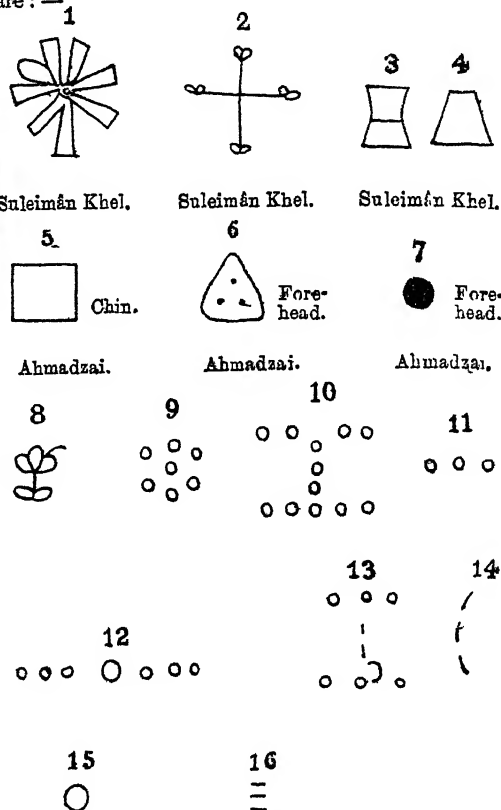 are :—
1 2
3 4
Suleimân Khel. Suleimân Khel. Suleimân Khel.
5 6 7
Chin. Fore-head. Fore-head.
Ahmadzai. Ahmadzai. Ahmadzai.
8 9 10 11
12 13 14
15 16